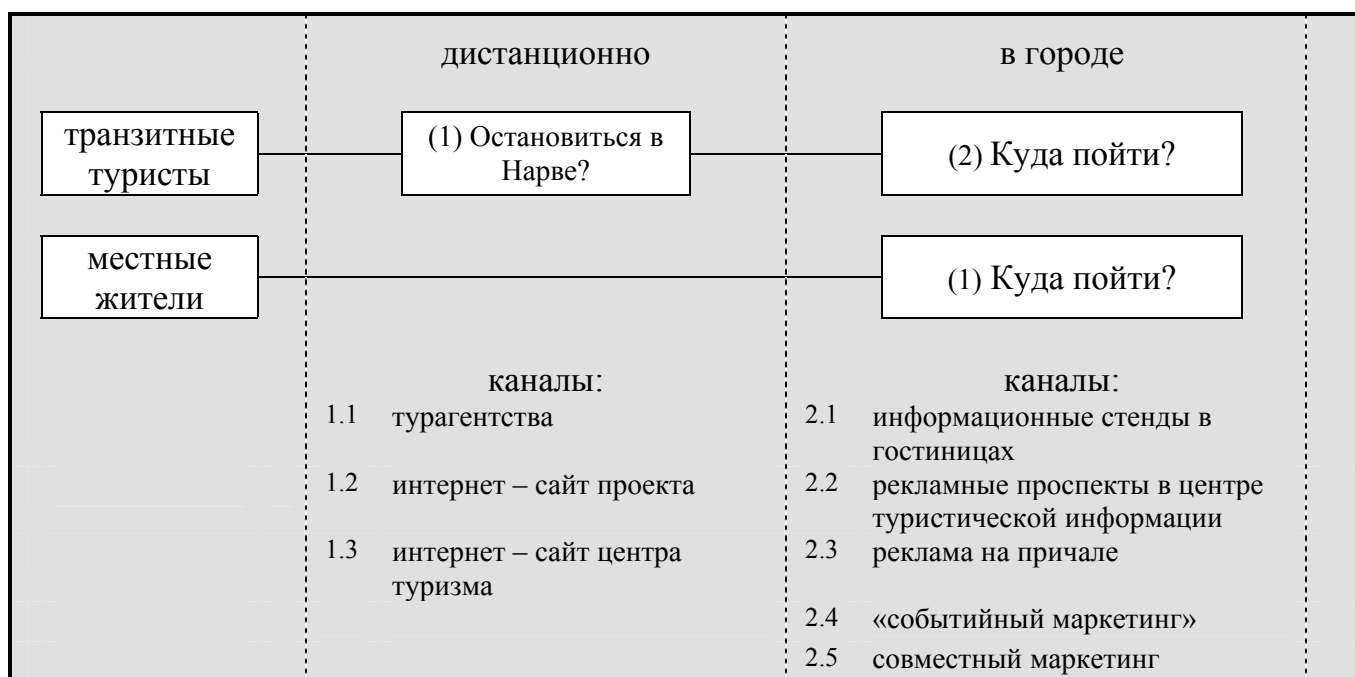 дистанционно
в городе
транзитные
туристы
(1) Остановиться в
Нарве?
(2) Куда пойти?
местные
жители
(1) Куда пойти?
каналы:
1.1 турагентства
1.2 интернет – сайт проекта
1.3 интернет – сайт центра
туризма
каналы:
2.1 информационные стенды в
гостиницах
2.2 рекламные проспекты в центре
туристической информации
2.3 реклама на причале
2.4 «событийный маркетинг»
2.5 совместный маркетинг